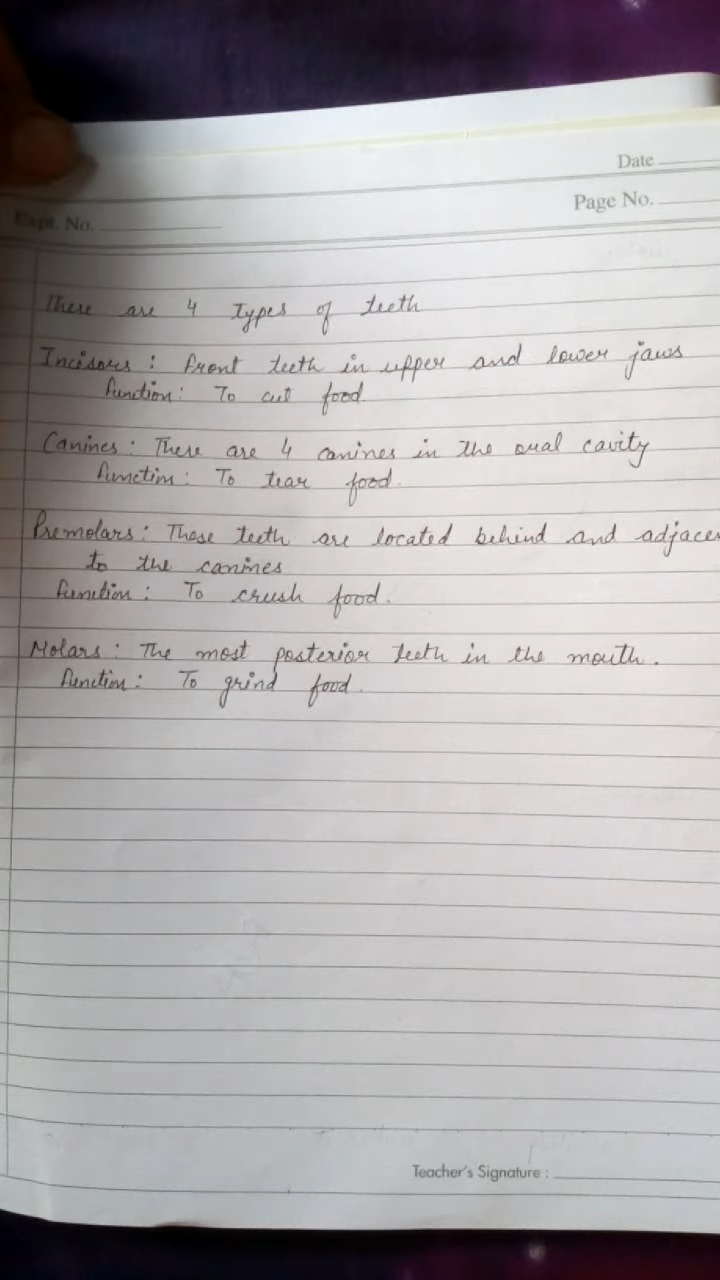 Date
Page No.
Expt. No.
There are 4 types of teeth
Incisors : front teeth in upper and lower jaws
function : To cut food
Canines : There are 4 canines in the oral cavity
function : To tear food.
Premolars : These teeth are located behind and
to the canines
function : To crush food.
Molars : The most posterior teeth in the mouth.
function : To grind food.
Teacher's Signature :